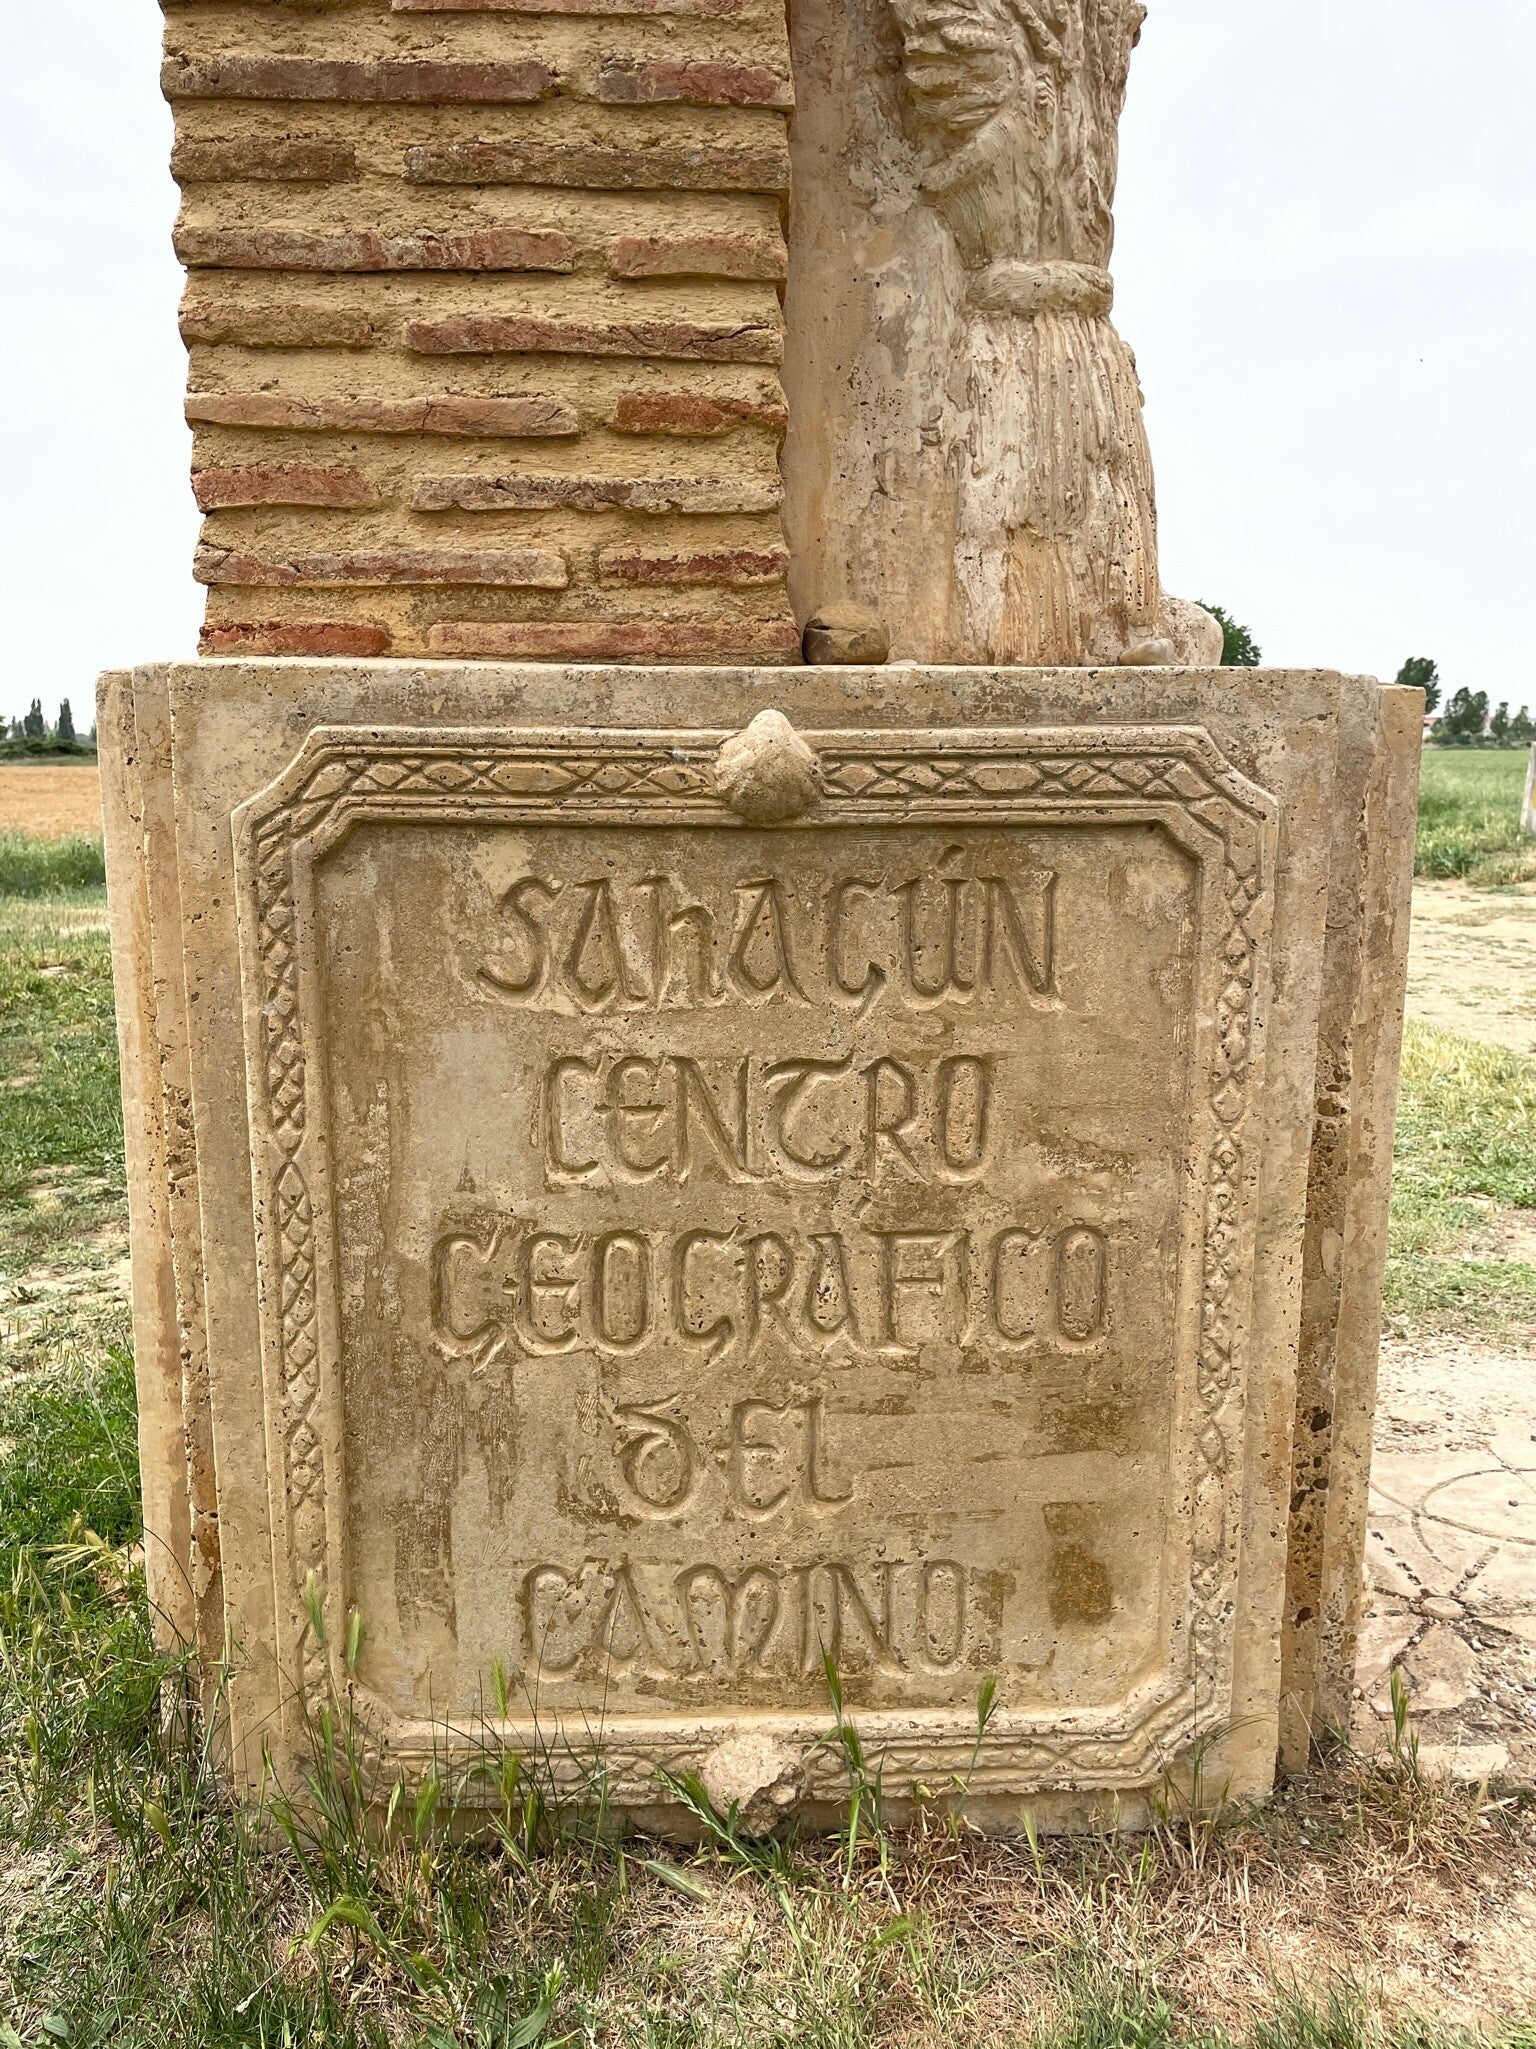 SAhAGÚN
CENTRO
GEOGRÁFICO
dEl
CAMINO